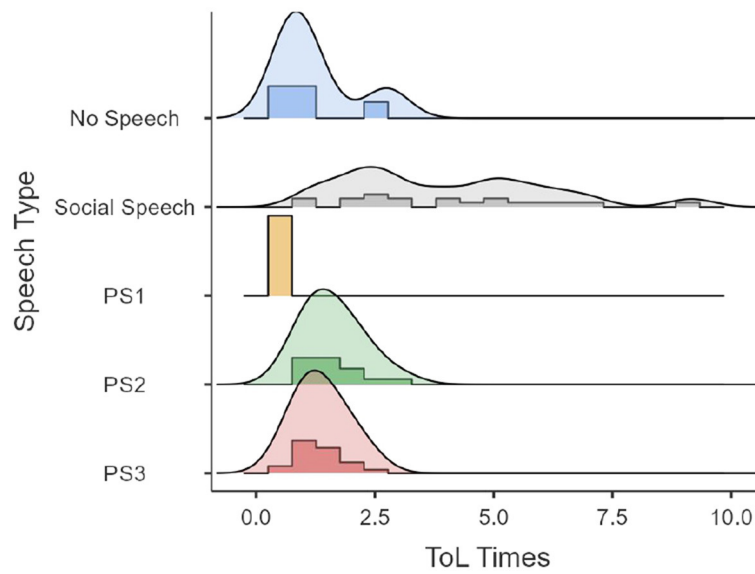 No Speech
Social Speech
PS1
PS2
PS3
Speech Type
0.0 2.5 5.0 7.5 10.0
ToL Times